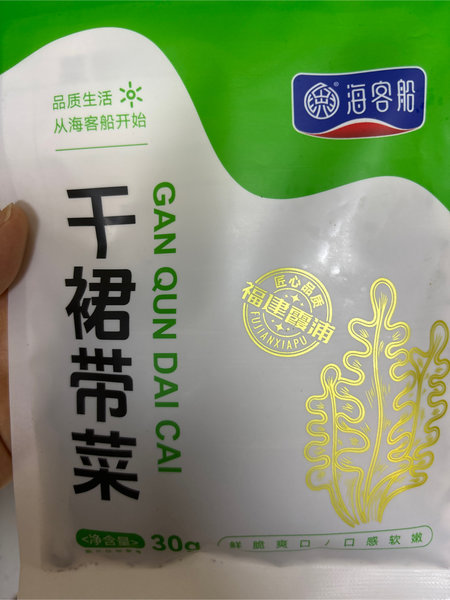 海客船
品质生活
从海客船开始
干裙带菜
GAN QUN DAI CAI
匠心品质
福建霞浦
FUJIANXIAPU
<净含量> 30g
鲜脆爽口/口感软嫩